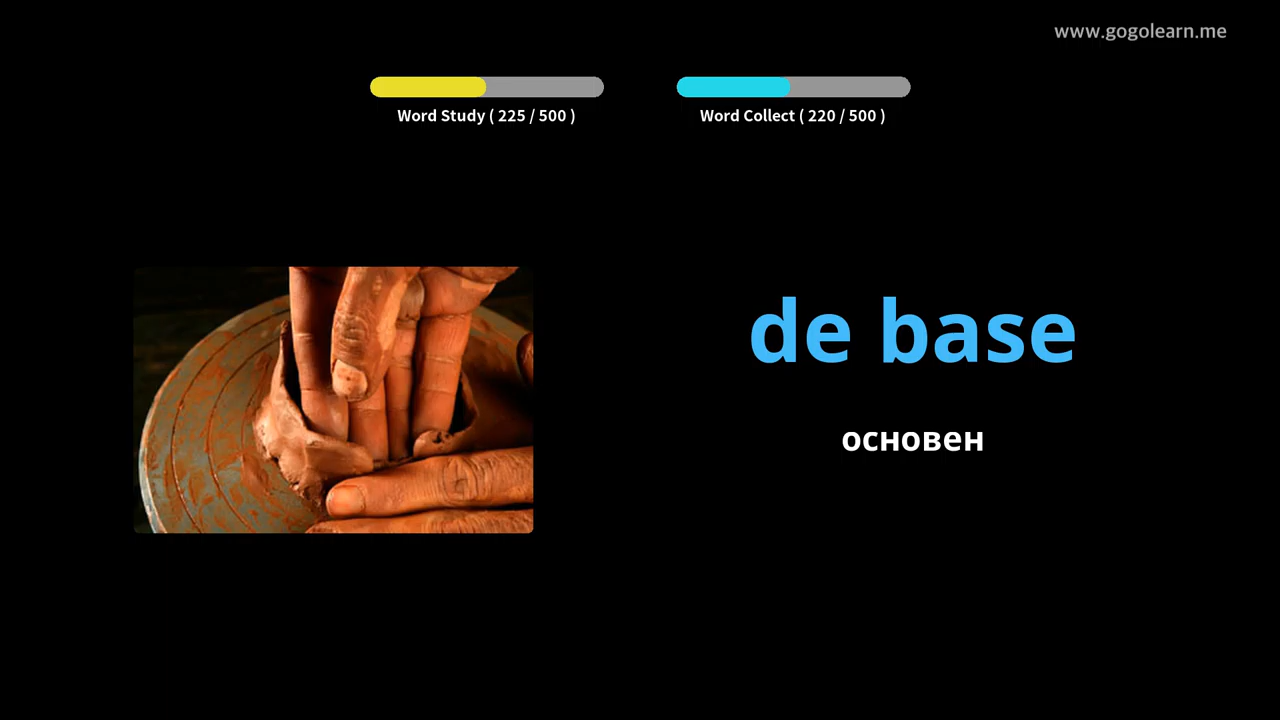 www.gogolearn.me
Word Study ( 225 / 500 )
Word Collect ( 220 / 500 )
de base
основен